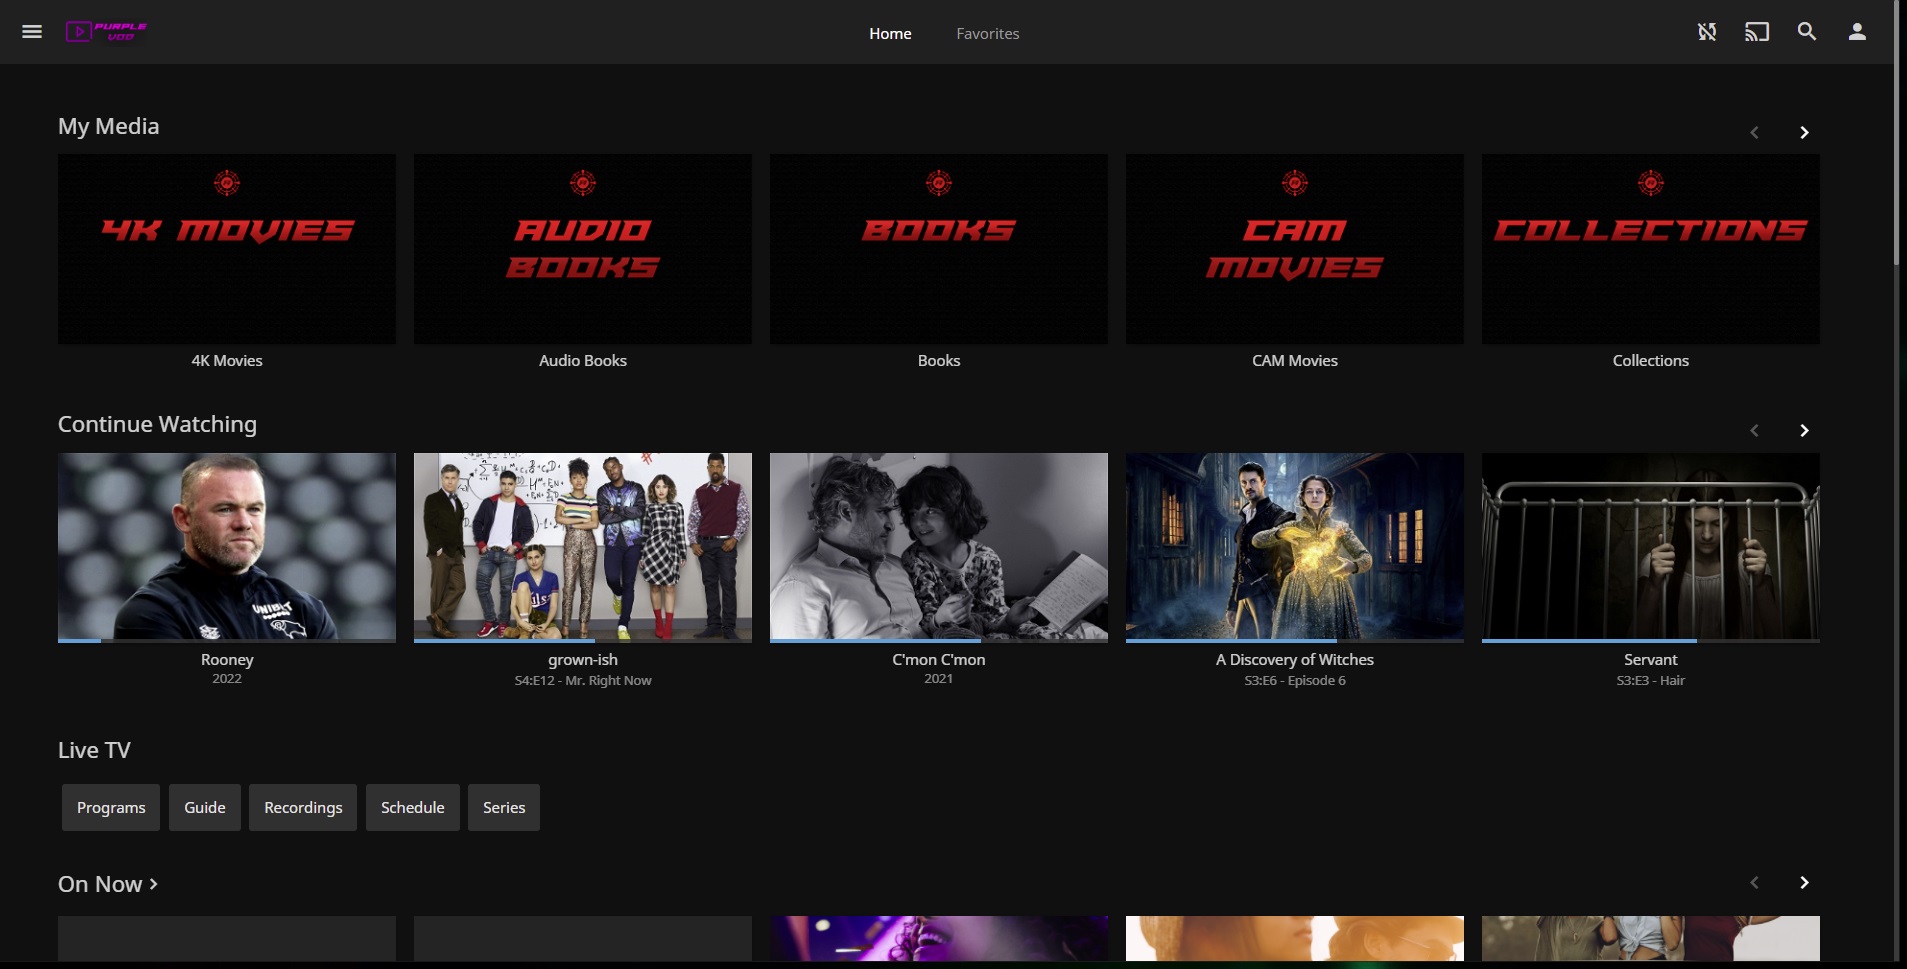 PURPLE
VOD
Home
Favorites
My Media
4K MOVIES
AUDIO
BOOKS
BOOKS
CAM
MOVIES
COLLECTIONS
4K Movies
Audio Books
Books
CAM Movies
Collections
Continue Watching
UNIBET
Rooney
2022
grown-ish
S4:E12 - Mr. Right Now
C'mon C'mon
2021
A Discovery of Witches
S3:E6 - Episode 6
Servant
S3:E3 - Hair
Live TV
Programs
Guide
Recordings
Schedule
Series
On Now